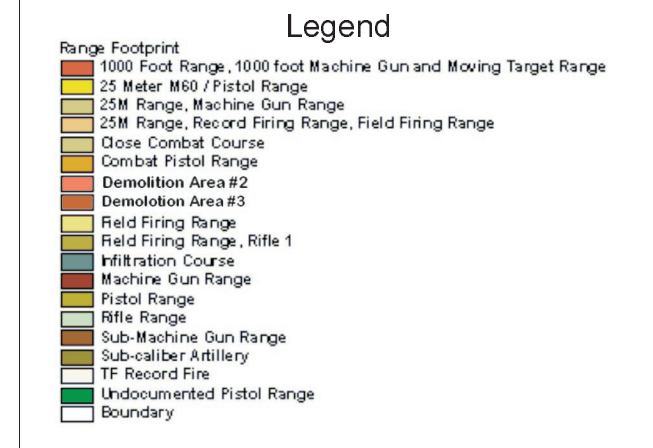 Legend
Range Footprint
1000 Foot Range, 1000 foot Machine Gun and Moving Target Range
25 Meter M60 / Pistol Range
25M Range, Machine Gun Range
25M Range, Record Firing Range, Field Firing Range
Close Combat Course
Combat Pistol Range
Demolition Area #2
Demolotion Area #3
Field Firing Range
Field Firing Range, Rifle 1
Infiltration Course
Machine Gun Range
Pistol Range
Rifle Range
Sub-Machine Gun Range
Sub-caliber Artillery
TF Record Fire
Undocumented Pistol Range
Boundary